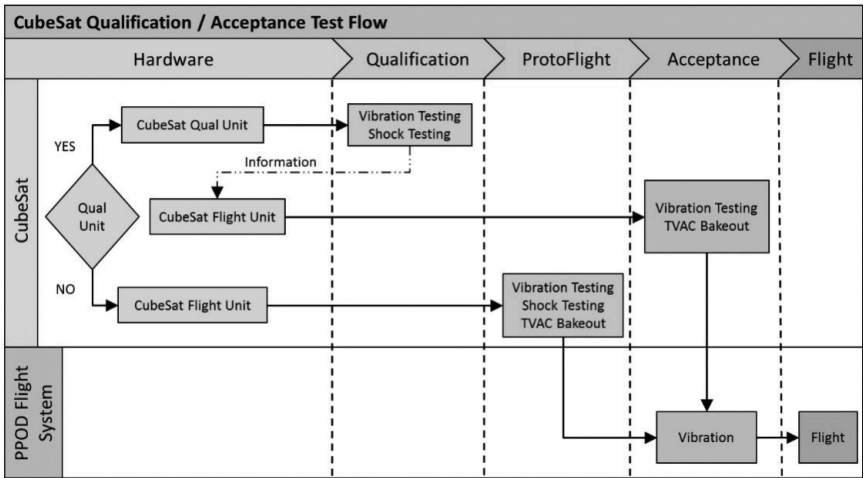 CubeSat Qualification / Acceptance Test Flow
Hardware
Qualification
ProtoFlight
Acceptance
Flight
CubeSat
YES
CubeSat Qual Unit
Vibration Testing
Shock Testing
Information
Qual
Unit
CubeSat Flight Unit
Vibration Testing
TVAC Bakeout
NO
CubeSat Flight Unit
Vibration Testing
Shock Testing
TVAC Bakeout
PPOD Flight
System
Vibration
Flight